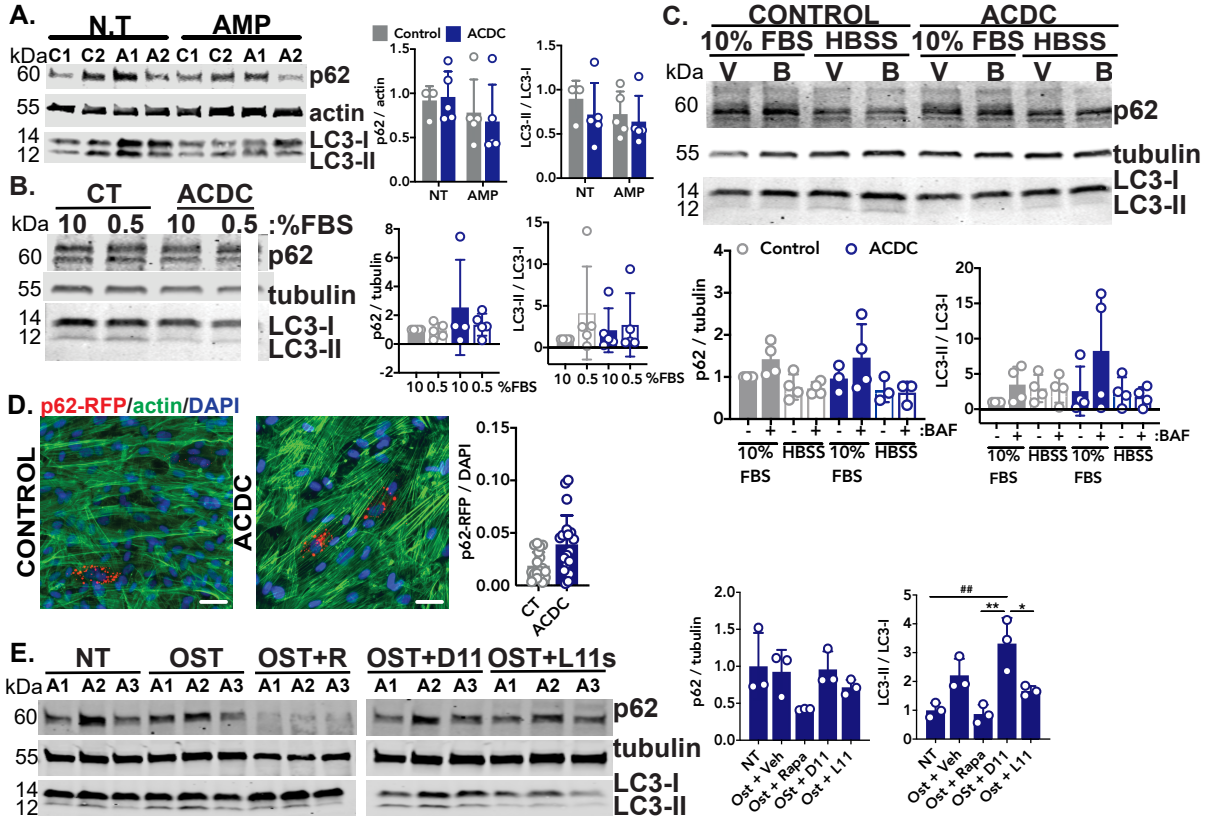 A.
N.T AMP
kDa C1 C2 A1 A2 C1 C2 A1 A2
60 p62
55 actin
14 LC3-I
12 LC3-II
Control ACDC
p62 / actin
1.5
1.0
0.5
0.0
NT AMP
LC3-II / LC3-I
1.5
1.0
0.5
0.0
NT AMP
B.
CT ACDC
kDa 10 0.5 10 0.5 :%FBS
60 p62
55 tubulin
14 LC3-I
12 LC3-II
p62 / tubulin
8
6
4
2
0
-2
10 0.5 10 0.5 %FBS
LC3-II / LC3-I
15
10
5
0
10 0.5 10 0.5 %FBS
C.
CONTROL ACDC
10% FBS HBSS 10% FBS HBSS
kDa V B V B V B V B
60 p62
55 tubulin
14 LC3-I
12 LC3-II
Control ACDC
p62 / tubulin
4
3
2
1
0
- + - + - + - + :BAF
10% FBS HBSS 10% FBS HBSS
LC3-II / LC3-I
20
15
10
5
0
- + - + - + - + :BAF
10% FBS HBSS 10% FBS HBSS
D.
p62-RFP/actin/DAPI
CONTROL
ACDC
p62-RFP / DAPI
0.15
0.10
0.05
0.00
CT ACDC
E.
NT OST OST+R OST+D11 OST+L11s
kDa A1 A2 A3 A1 A2 A3 A1 A2 A3 A1 A2 A3 A1 A2 A3
60 p62
55 tubulin
14 LC3-I
12 LC3-II
p62 / tubulin
2.0
1.5
1.0
0.5
0.0
NT
Ost + Veh
Ost + Rapa
OSt + D11
Ost + L11
LC3-II / LC3-I
5
4
3
2
1
0
##
** *
NT
Ost + Veh
Ost + Rapa
OSt + D11
Ost + L11